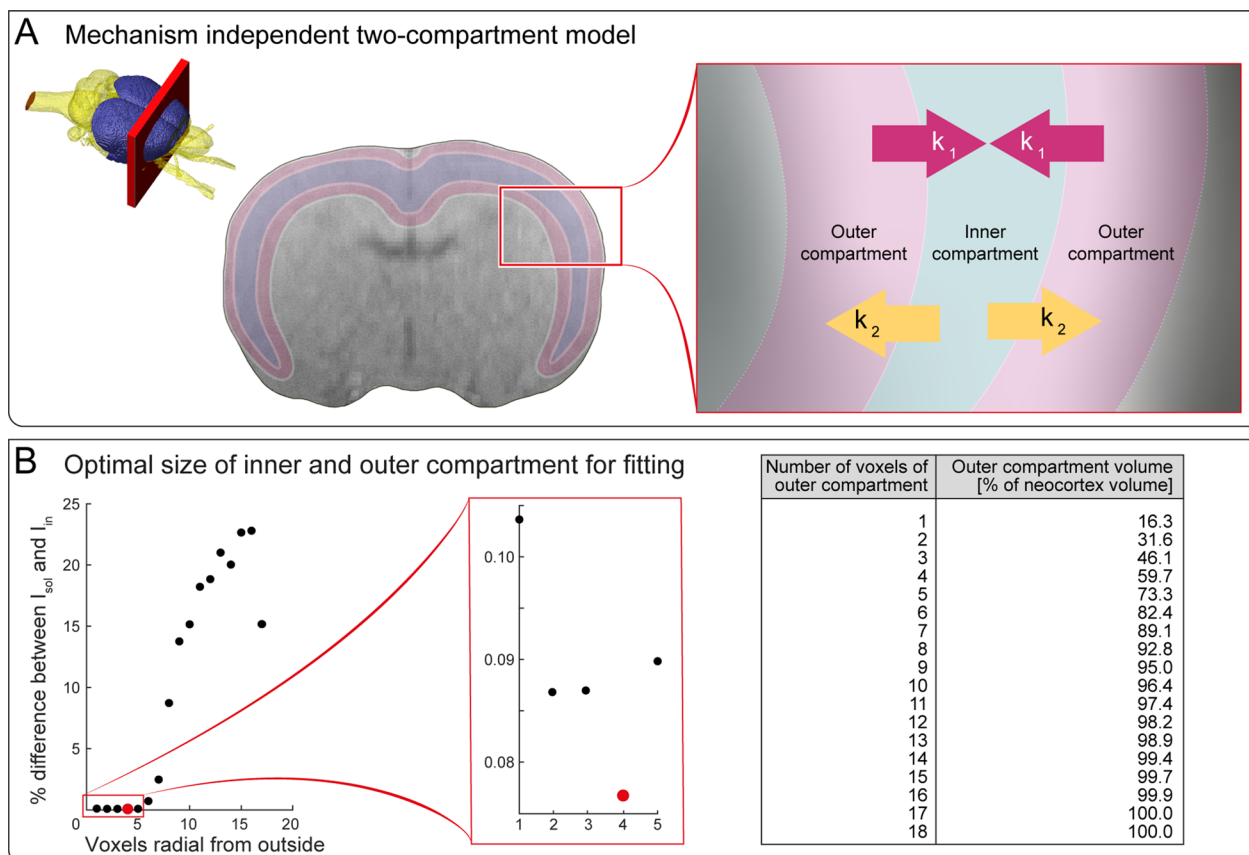 A Mechanism independent two-compartment model
k1 k1
Outer compartment
Inner compartment
Outer compartment
k2 k2
B Optimal size of inner and outer compartment for fitting
% difference between Isol and Iin
25
20
15
10
5
0 5 10 15 20
Voxels radial from outside
0.10
0.09
0.08
1 2 3 4 5
Number of voxels of outer compartment
Outer compartment volume [% of neocortex volume]
1 16.3
2 31.6
3 46.1
4 59.7
5 73.3
6 82.4
7 89.1
8 92.8
9 95.0
10 96.4
11 97.4
12 98.2
13 98.9
14 99.4
15 99.7
16 99.9
17 100.0
18 100.0